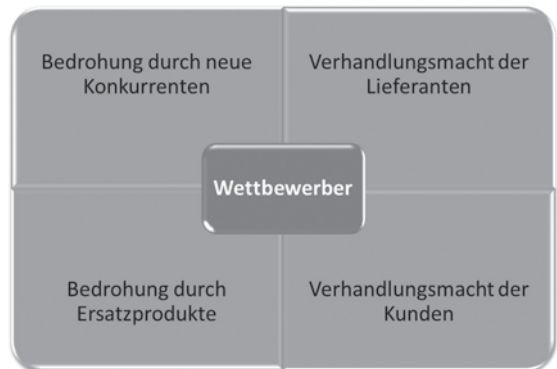 Bedrohung durch neue
Konkurrenten
Verhandlungsmacht der
Lieferanten
Wettbewerber
Bedrohung durch
Ersatzprodukte
Verhandlungsmacht der
Kunden